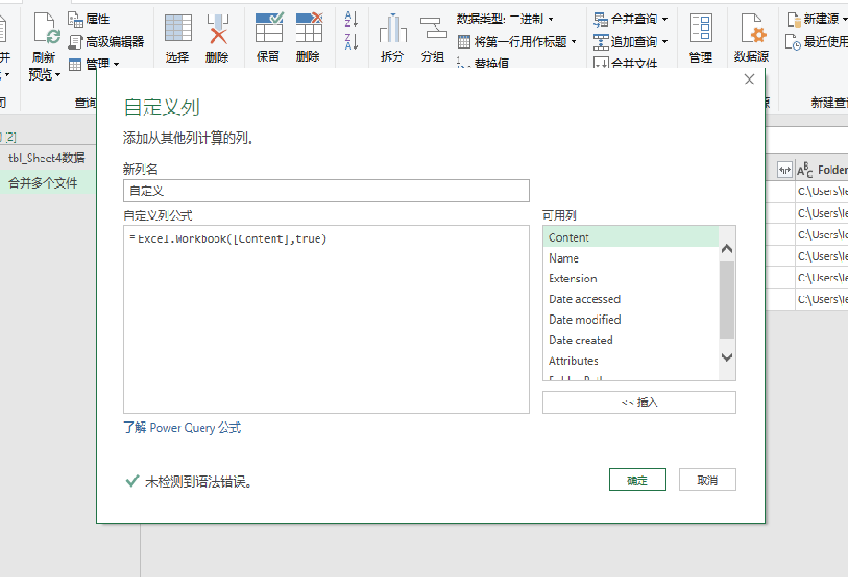 属性
高级编辑器
管理
刷新
预览
选择
删除
保留
删除
拆分
分组
数据类型: 二进制
将第一行用作标题
替换值
合并查询
追加查询
合并文件
管理
数据源
新建源
最近使用
查询
新建查
[2]
tbl_Sheet4数据
合并多个文件
自定义列
添加从其他列计算的列。
新列名
自定义
自定义列公式
=Excel.Workbook([Content],true)
可用列
Content
Name
Extension
Date accessed
Date modified
Date created
Attributes
<< 插入
了解 Power Query 公式
未检测到语法错误。
确定
取消
Folder
C:\Users\le
C:\Users\le
C:\Users\le
C:\Users\le
C:\Users\le
C:\Users\le